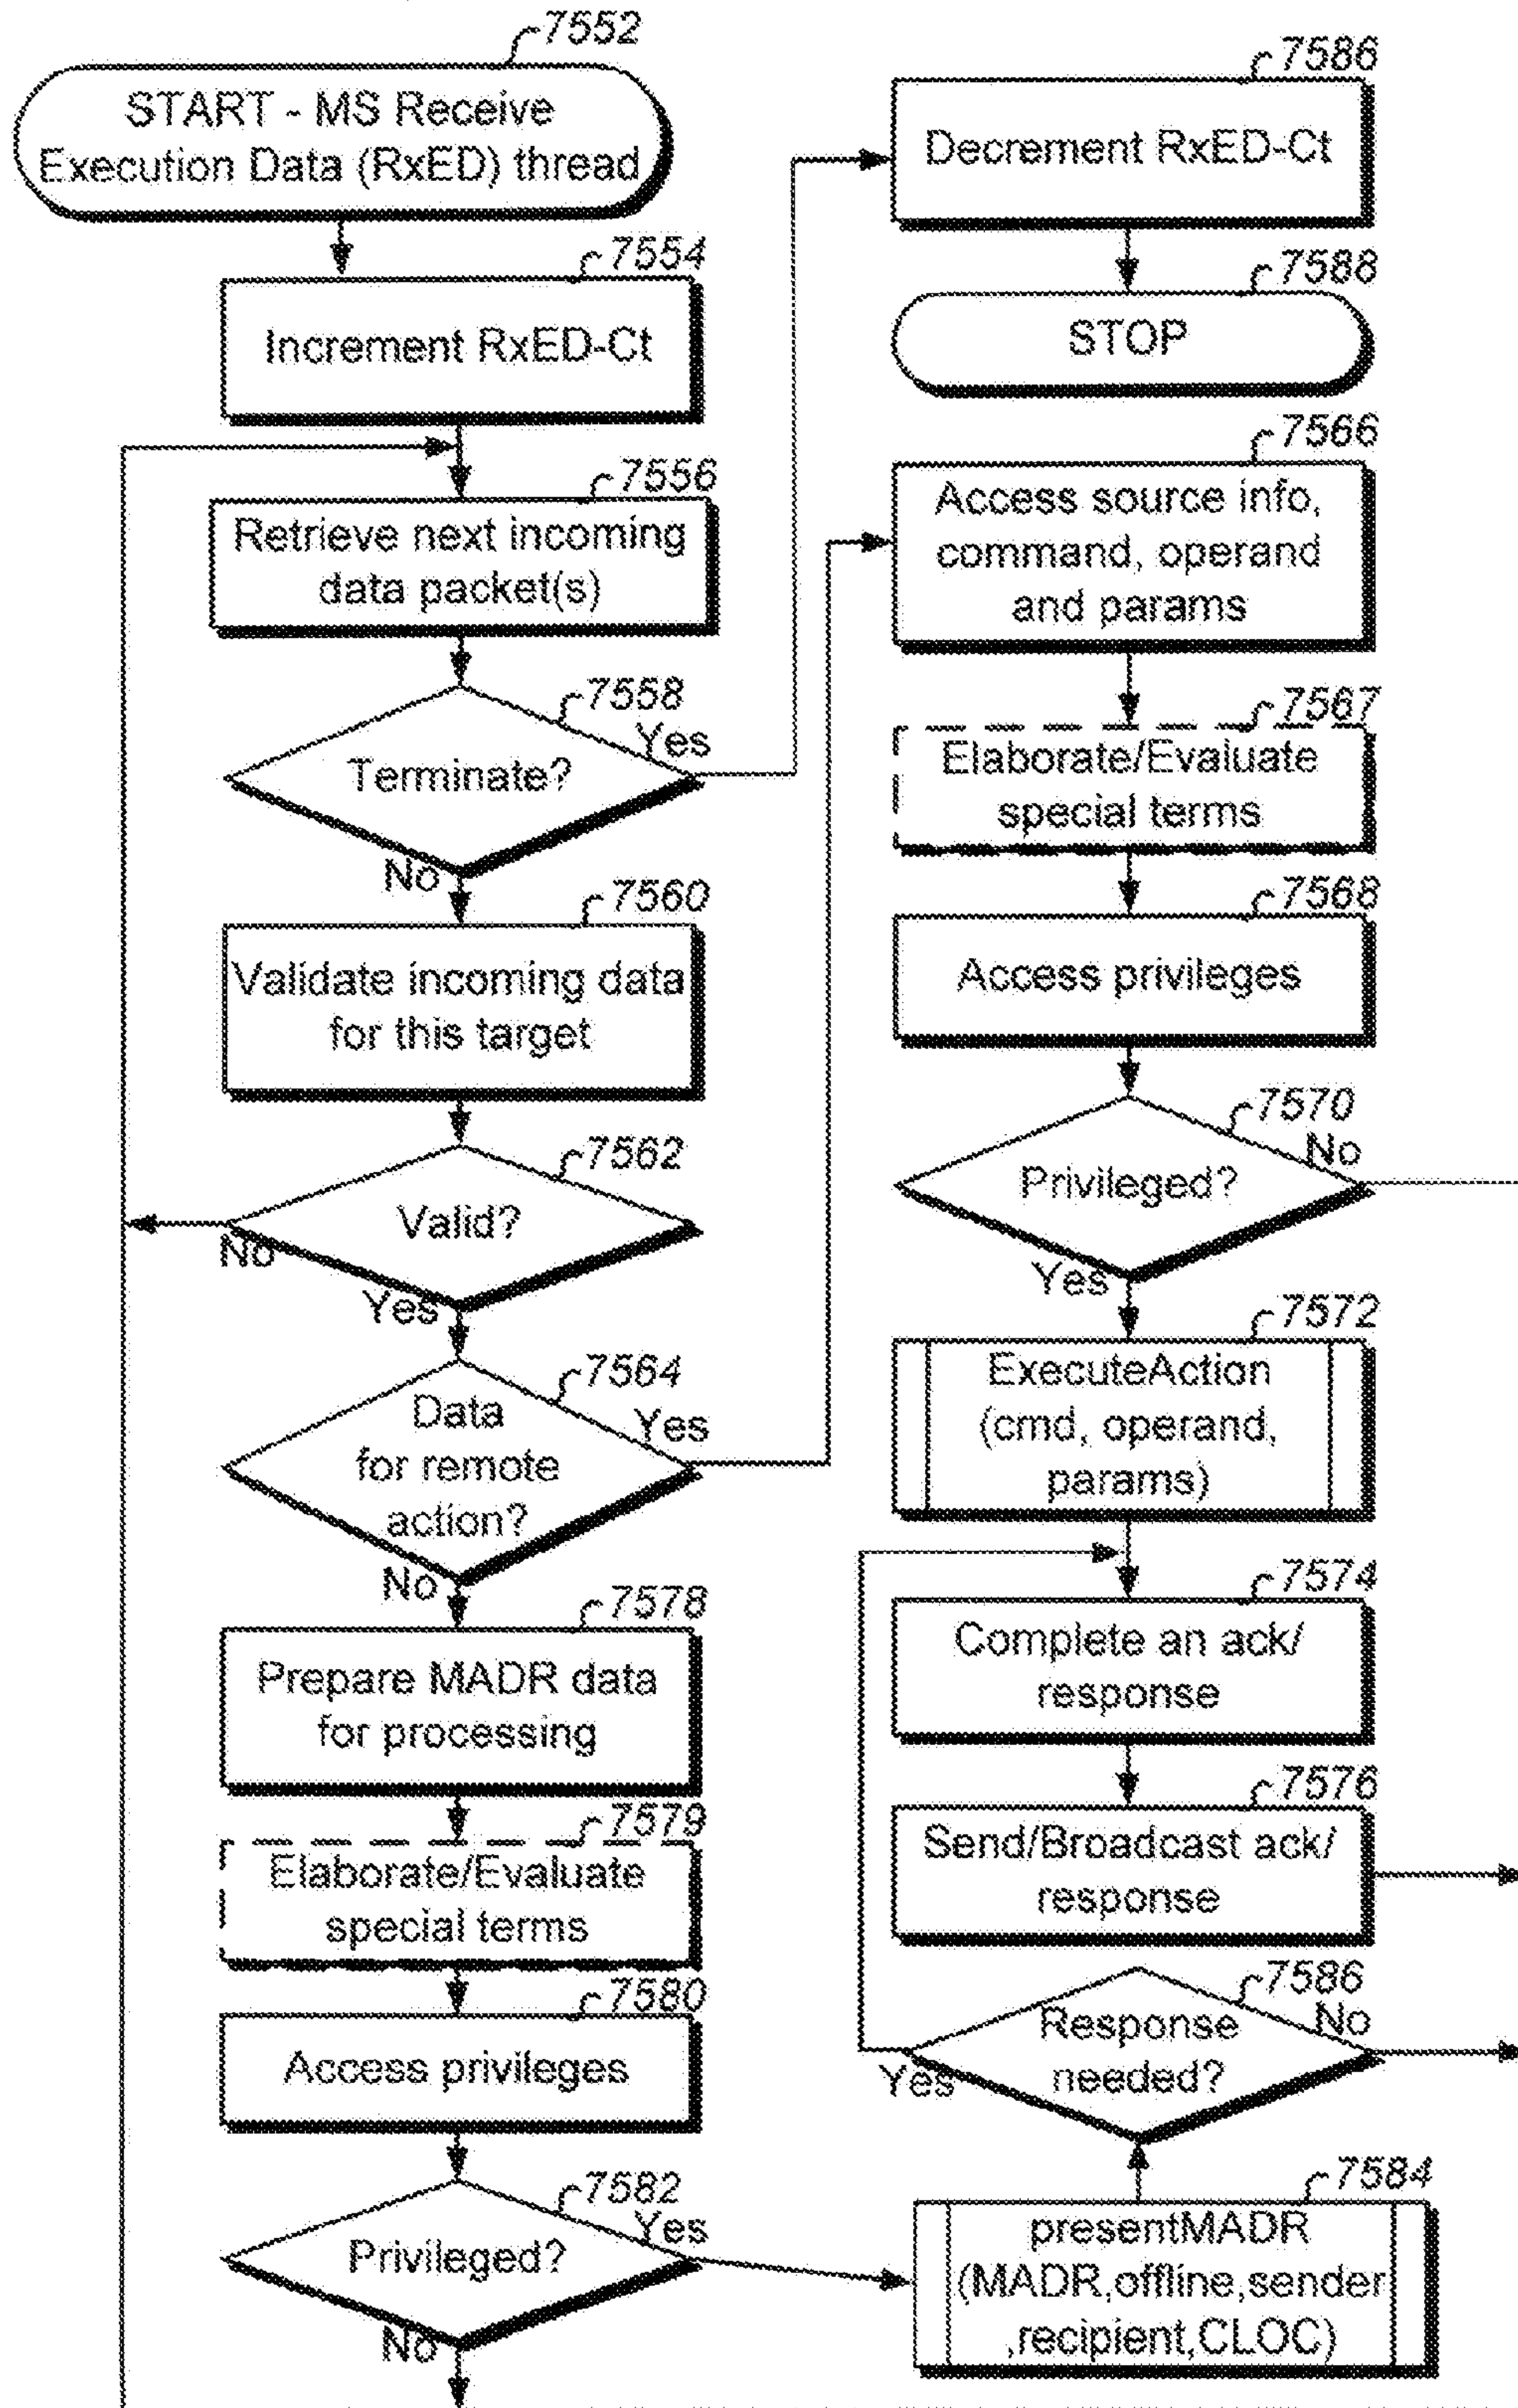 7552
START - MS Receive
Execution Data (RxED) thread
7554
Increment RxED-Ct
7556
Retrieve next incoming
data packet(s)
7558
Terminate?
Yes
No
7560
Validate incoming data
for this target
7562
Valid?
No
Yes
7564
Data
for remote
action?
Yes
No
7578
Prepare MADR data
for processing
7579
Elaborate/Evaluate
special terms
7580
Access privileges
7582
Privileged?
Yes
No
7586
Decrement RxED-Ct
7588
STOP
7566
Access source info,
command, operand
and params
7567
Elaborate/Evaluate
special terms
7568
Access privileges
7570
Privileged?
No
Yes
7572
ExecuteAction
(cmd, operand,
params)
7574
Complete an ack/
response
7576
Send/Broadcast ack/
response
7586
Response
needed?
No
Yes
7584
presentMADR
(MADR,offline,sender
,recipient,CLOC)